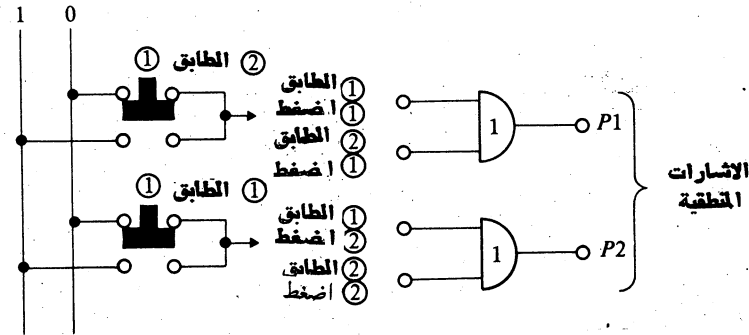 1 0
① الطابق ②
الطابق ①
اضغط ①
الطابق ②
اضغط ①
1
P1
① الطابق ①
الطابق ①
اضغط ②
الطابق ②
اضغط ②
1
P2
الاشارات
المنطقية